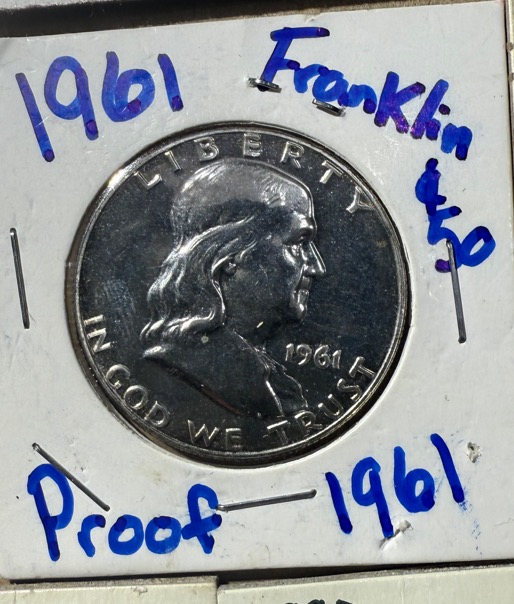 1961 Franklin
¢50
LIBERTY
1961
IN GOD WE TRUST
Proof — 1961